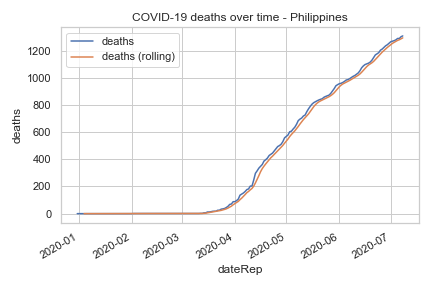 COVID-19 deaths over time - Philippines
deaths
deaths (rolling)
1200
1000
800
600
400
200
0
deaths
2020-01
2020-02
2020-03
2020-04
2020-05
2020-06
2020-07
dateRep